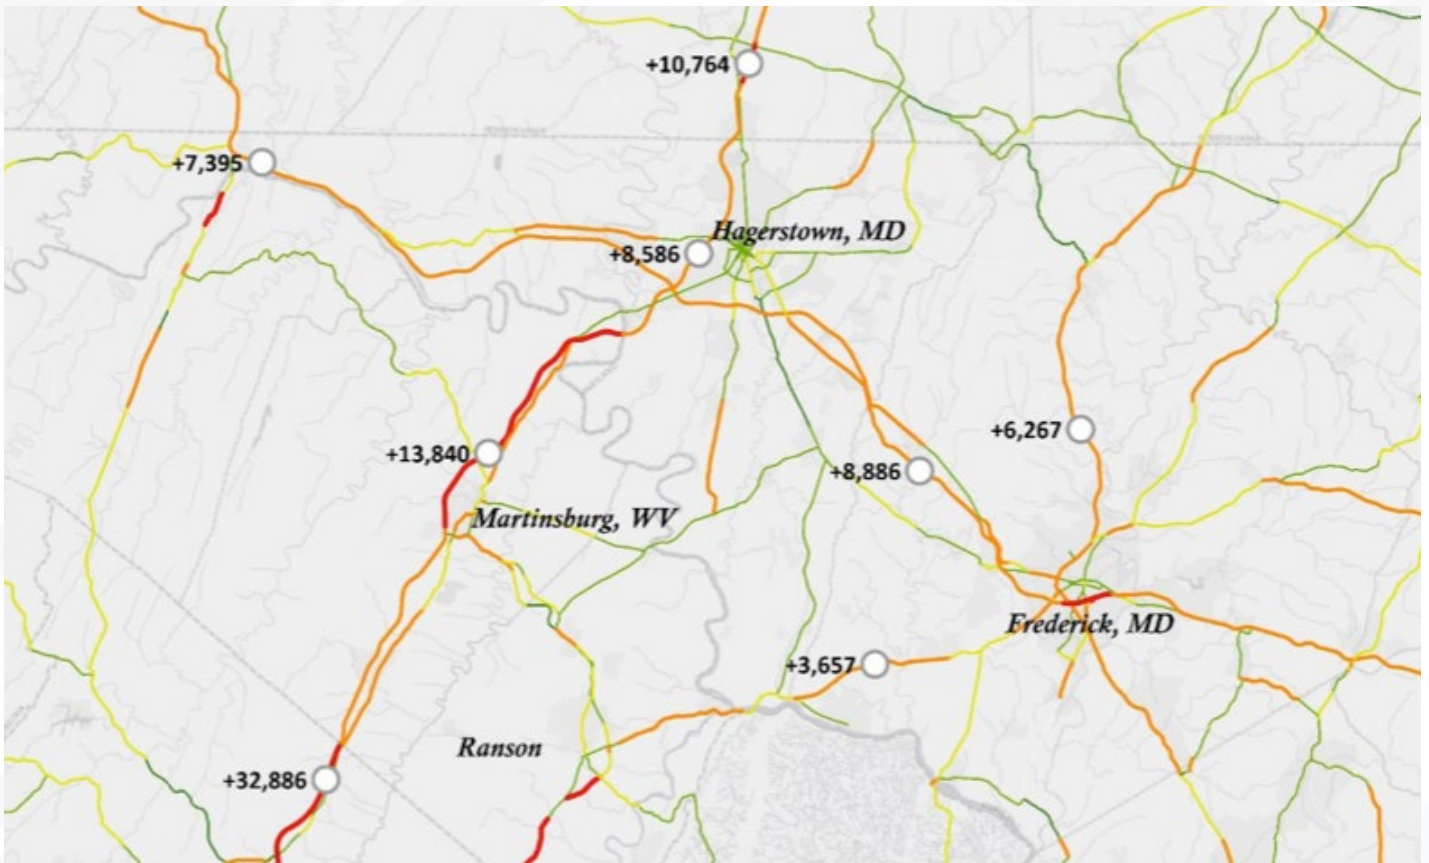 +10,764
+7,395
Hagerstown, MD
+8,586
+6,267
+13,840
+8,886
Martinsburg, WV
Frederick, MD
+3,657
Ranson
+32,886